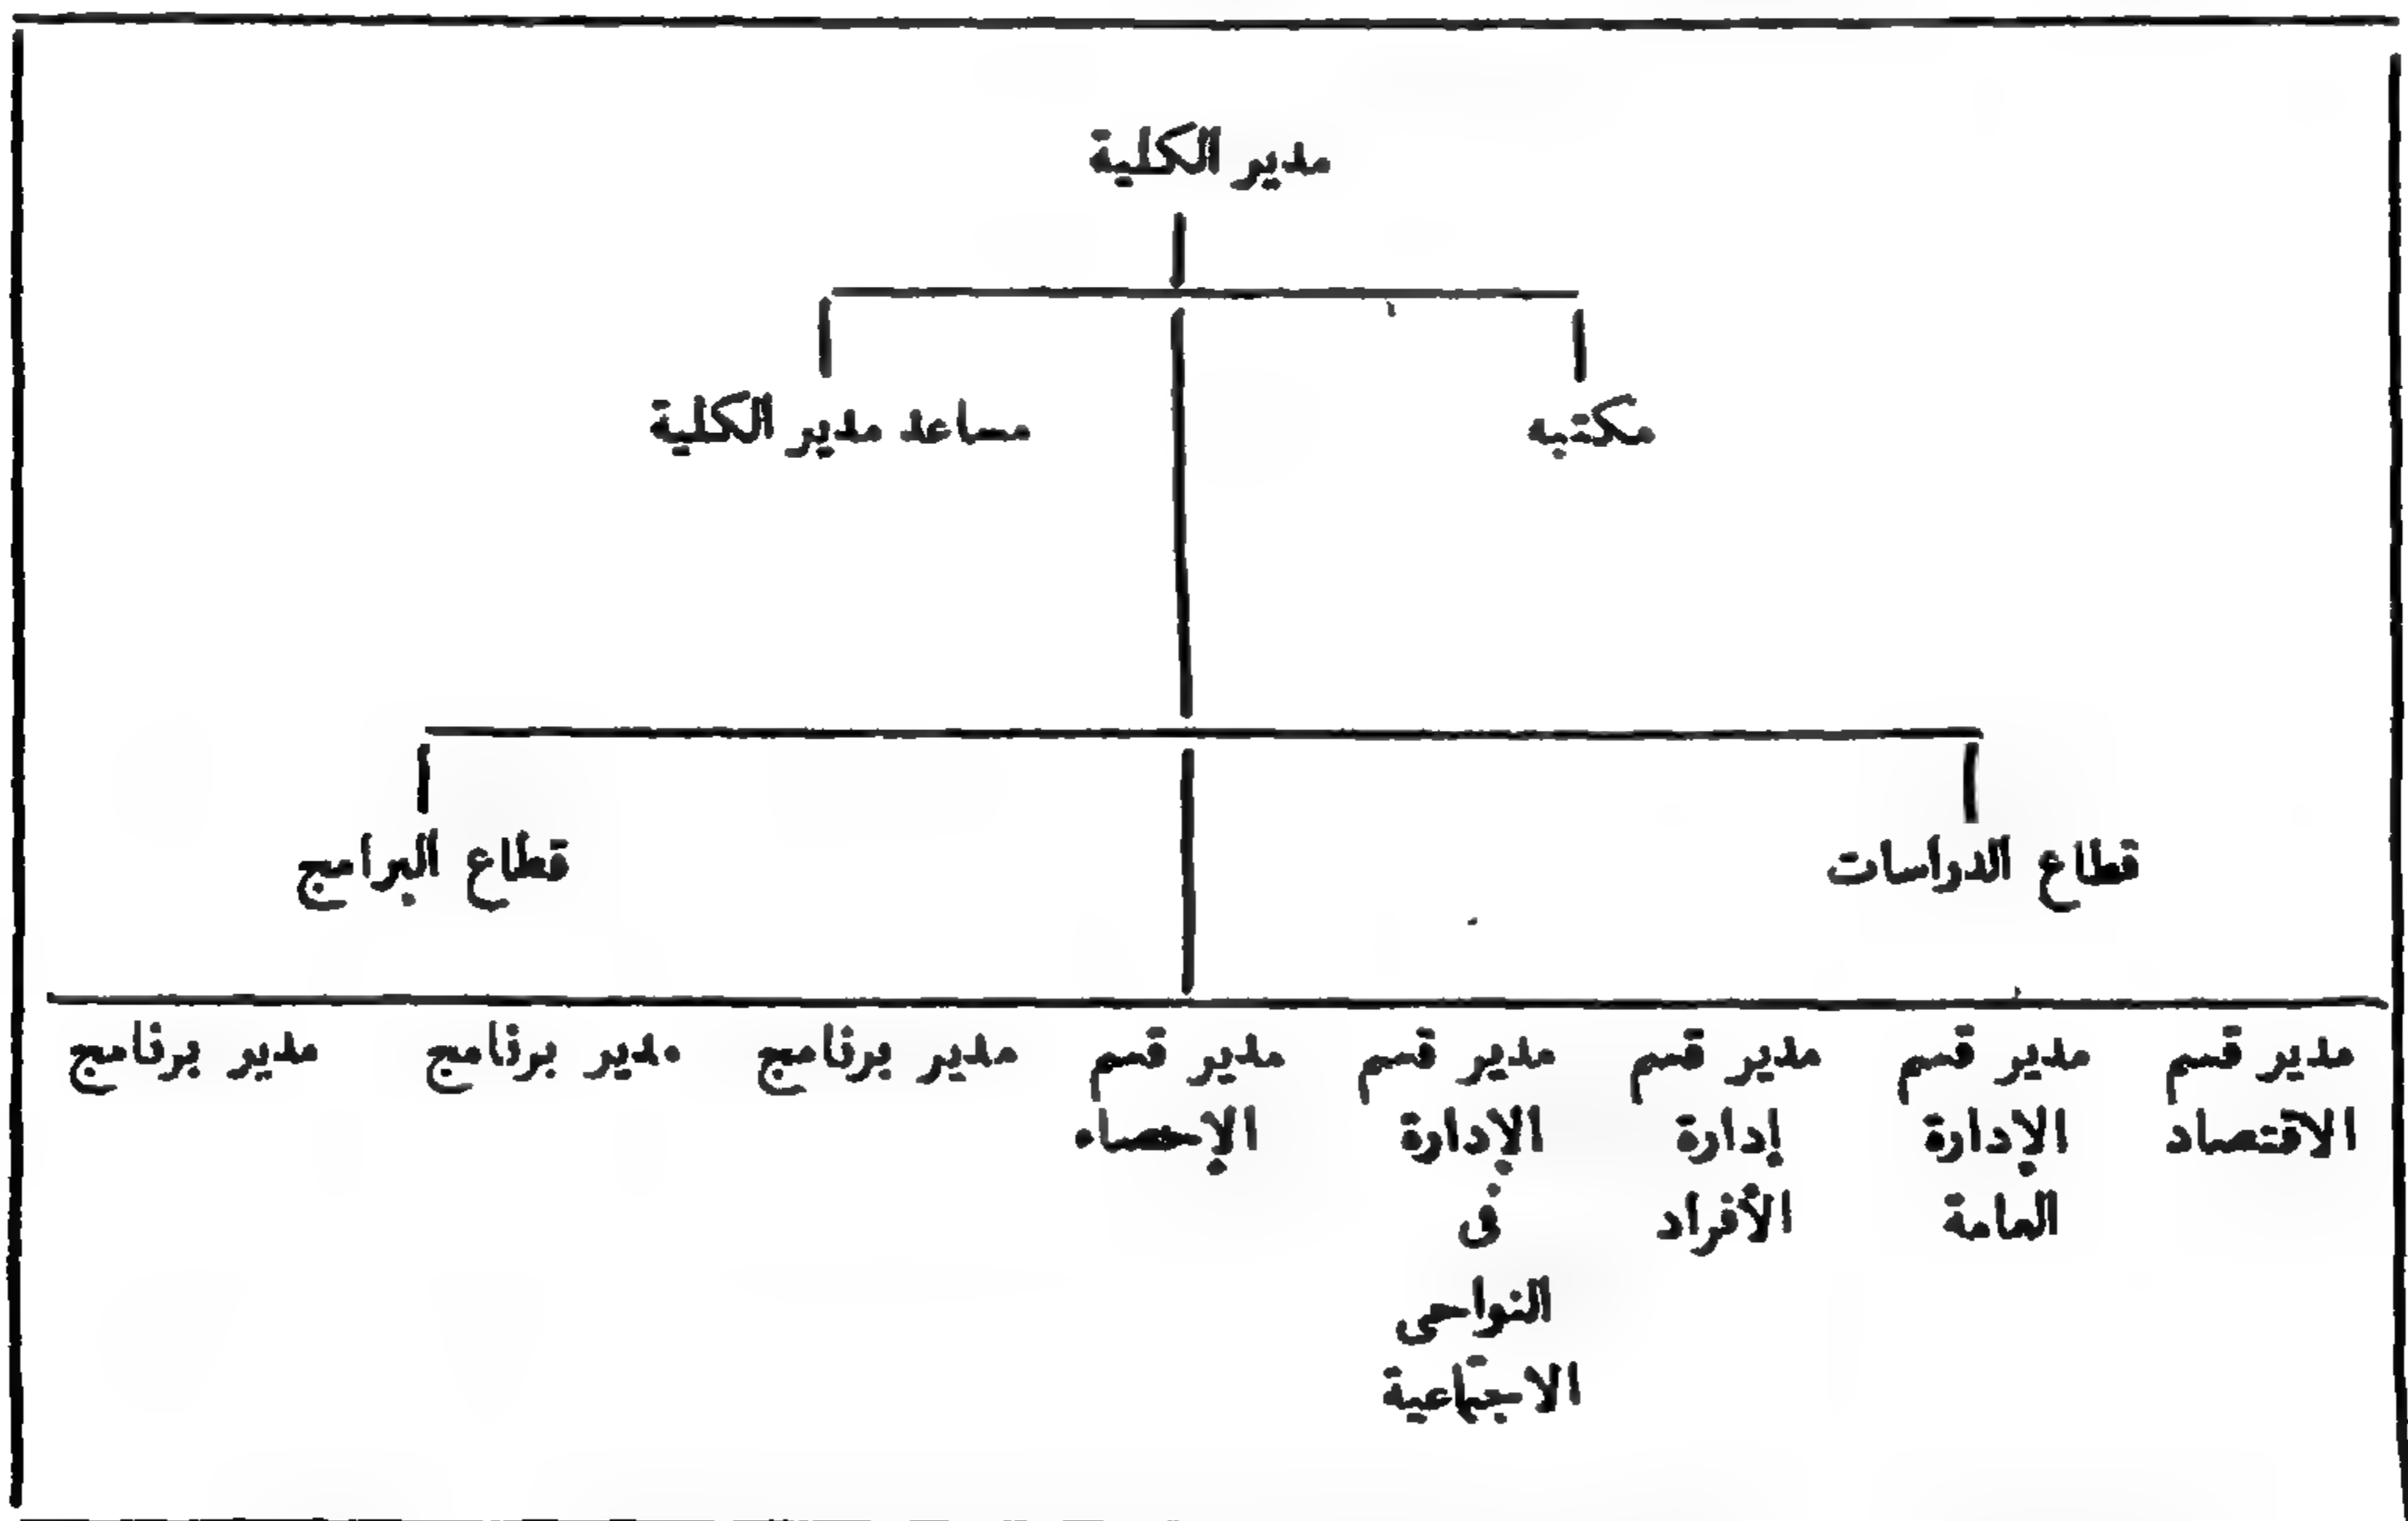 مدير الكلية
مكتبه
مساعد مدير الكلية
قطاع الدراسات
قطاع البرامج
مدير قسم
الاقتصاد
مدير قسم
الإدارة
العامة
مدير قسم
إدارة
الأفراد
مدير قسم
الإدارة
فى
النواحى
الاجتماعية
مدير قسم
الإحصاء
مدير برنامج
مدير برنامج
مدير برنامج